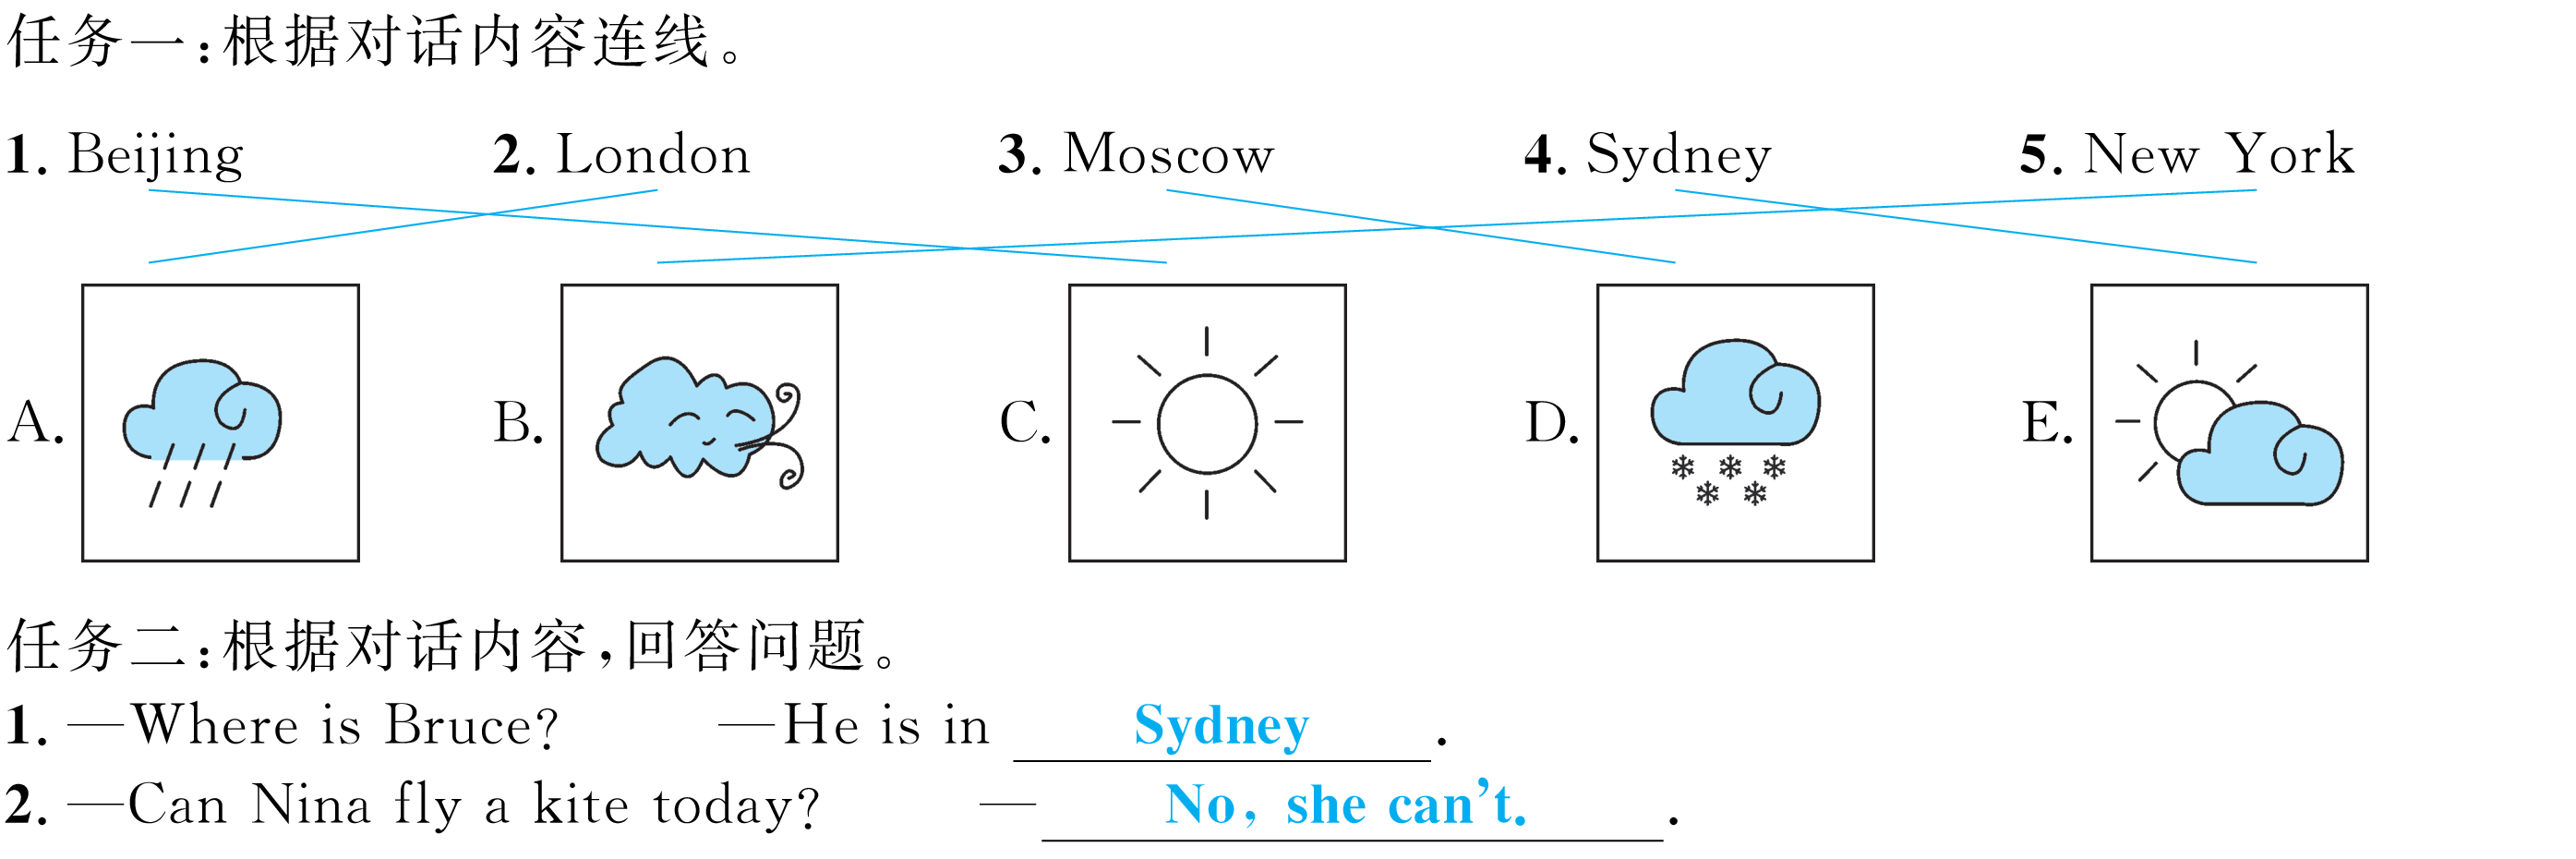 任务一:根据对话内容连线。
1. Beijing 2. London 3. Moscow 4. Sydney 5. New York
A. B. C. D. E.
任务二:根据对话内容,回答问题。
1. —Where is Bruce? —He is in Sydney.
2. —Can Nina fly a kite today? —No, she can't. .